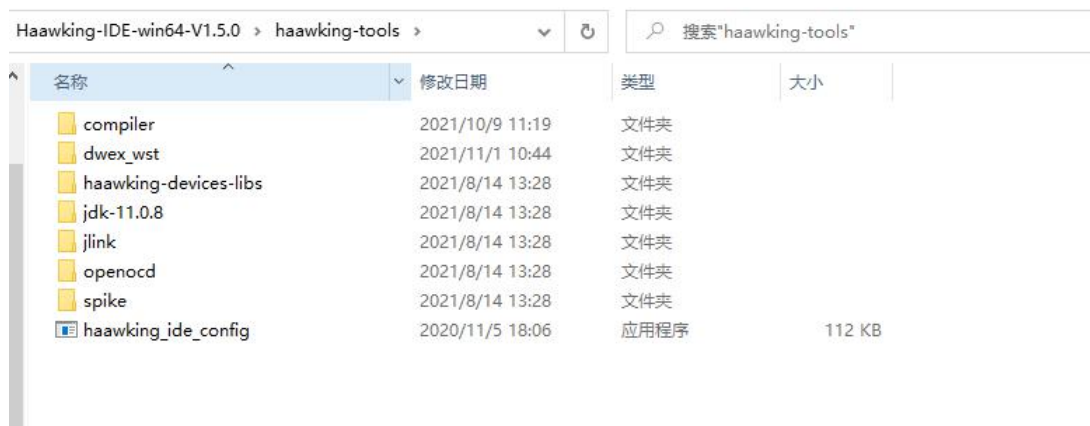 Haawking-IDE-win64-V1.5.0 > haawking-tools > 搜索"haawking-tools"
名称 修改日期 类型 大小
compiler 2021/10/9 11:19 文件夹
dwex_wst 2021/11/1 10:44 文件夹
haawking-devices-libs 2021/8/14 13:28 文件夹
jdk-11.0.8 2021/8/14 13:28 文件夹
jlink 2021/8/14 13:28 文件夹
openocd 2021/8/14 13:28 文件夹
spike 2021/8/14 13:28 文件夹
haawking_ide_config 2020/11/5 18:06 应用程序 112 KB